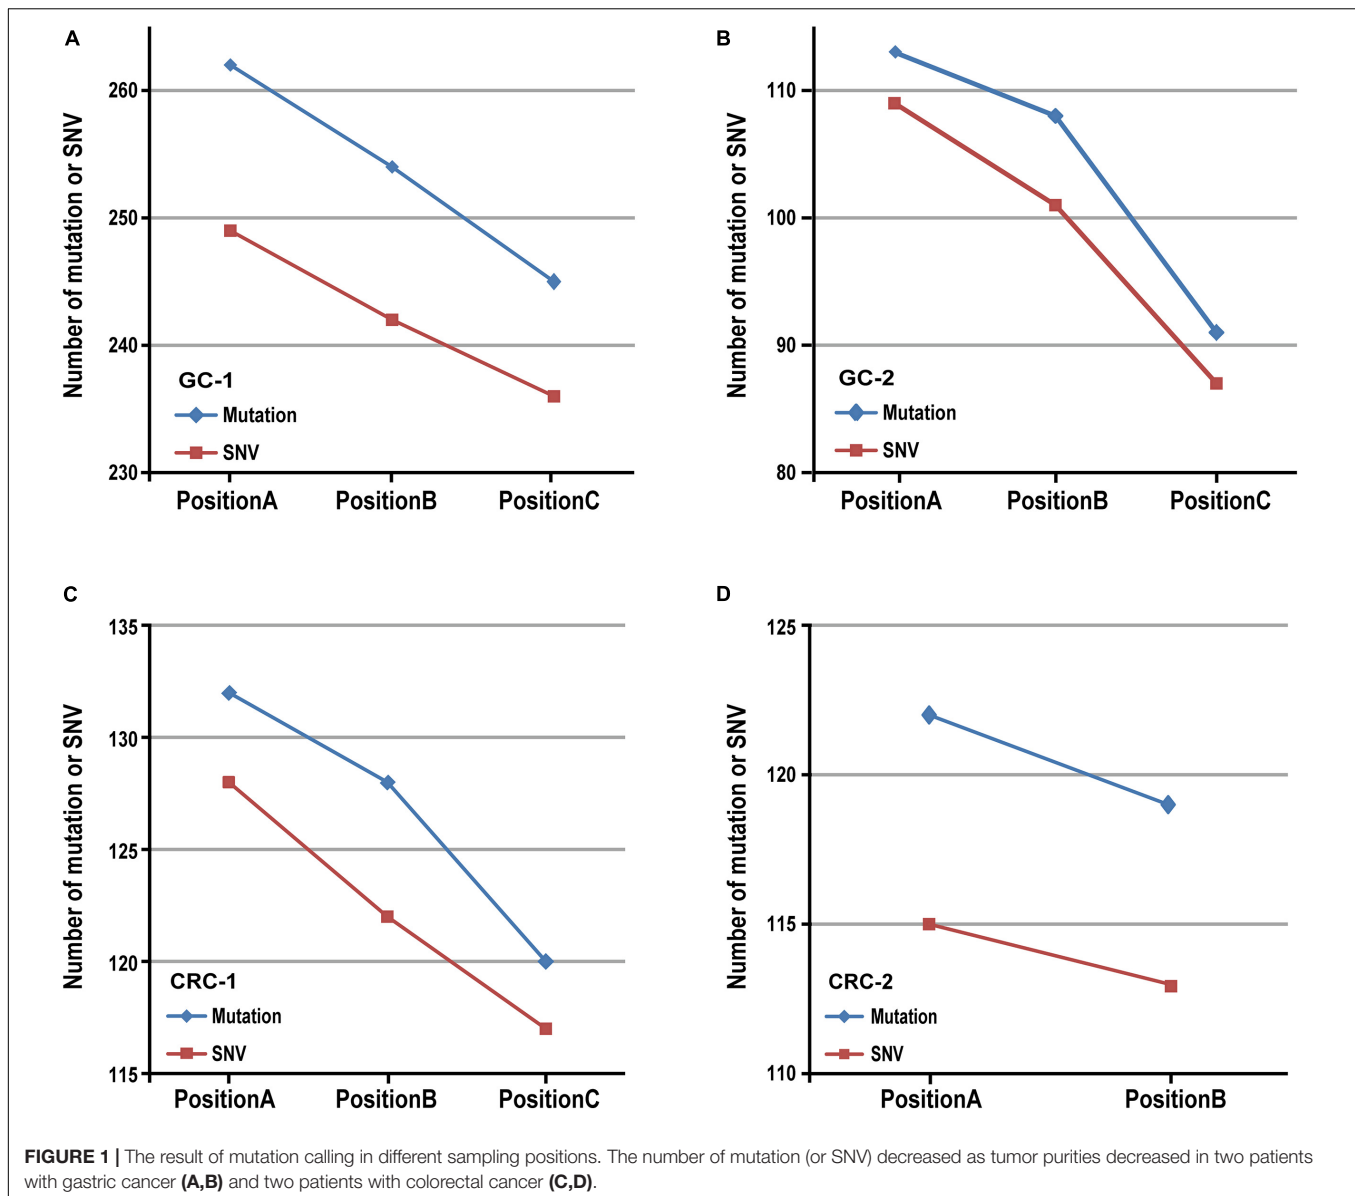 A
Number of mutation or SNV
260
250
240
230
GC-1
Mutation
SNV
PositionA PositionB PositionC
B
Number of mutation or SNV
110
100
90
80
GC-2
Mutation
SNV
PositionA PositionB PositionC
C
Number of mutation or SNV
135
130
125
120
115
CRC-1
Mutation
SNV
PositionA PositionB PositionC
D
Number of mutation or SNV
125
120
115
110
CRC-2
Mutation
SNV
PositionA PositionB
FIGURE 1 | The result of mutation calling in different sampling positions. The number of mutation (or SNV) decreased as tumor purities decreased in two patients
with gastric cancer (A,B) and two patients with colorectal cancer (C,D).